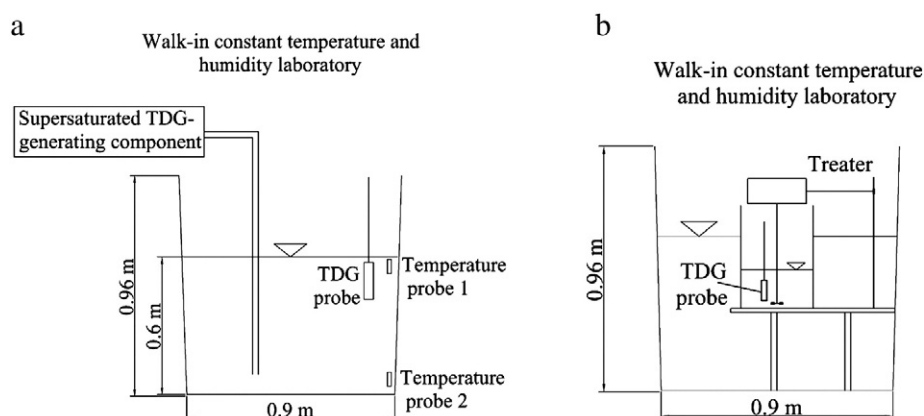 a
Walk-in constant temperature and
humidity laboratory
Supersaturated TDG-
generating component
0.96 m
0.6 m
TDG
probe
Temperature
probe 1
Temperature
probe 2
0.9 m
b
Walk-in constant temperature
and humidity laboratory
Treater
0.96 m
TDG
probe
0.9 m